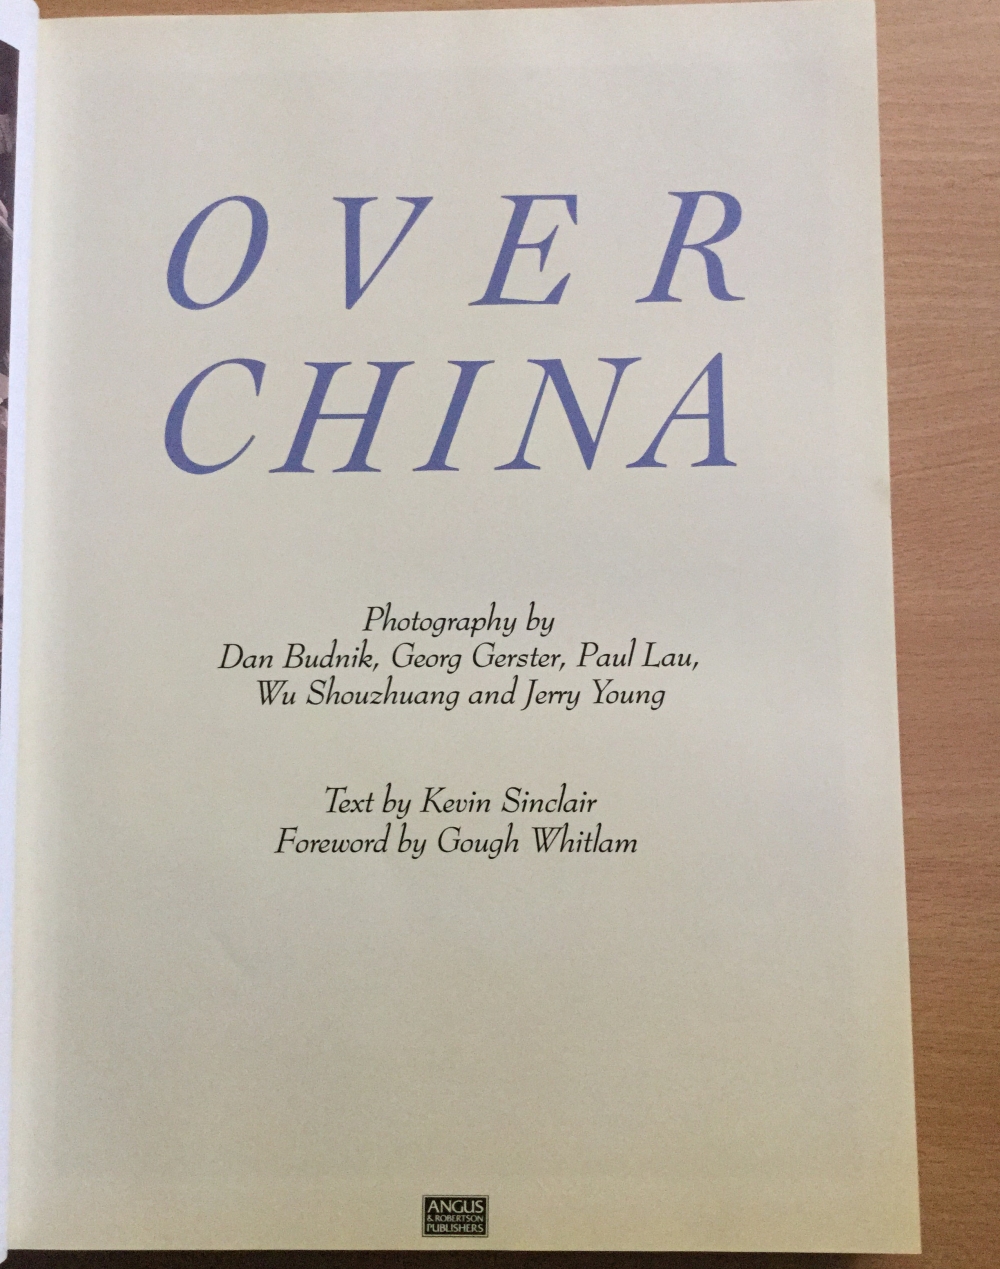 OVER
CHINA
Photography by
Dan Budnik, Georg Gerster, Paul Lau,
Wu Shouzhuang and Jerry Young
Text by Kevin Sinclair
Foreword by Gough Whitlam
ANGUS
& ROBERTSON
PUBLISHERS